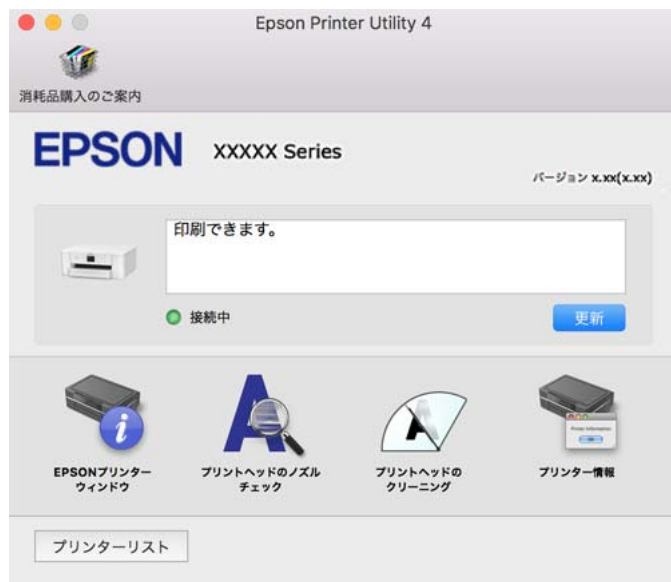 Epson Printer Utility 4
消耗品購入のご案内
EPSON XXXXX Series
バージョン x.xx(x.xx)
印刷できます。
接続中
更新
EPSONプリンター
ウィンドウ
プリントヘッドのノズル
チェック
プリントヘッドの
クリーニング
Printer Information
プリンター情報
プリンターリスト